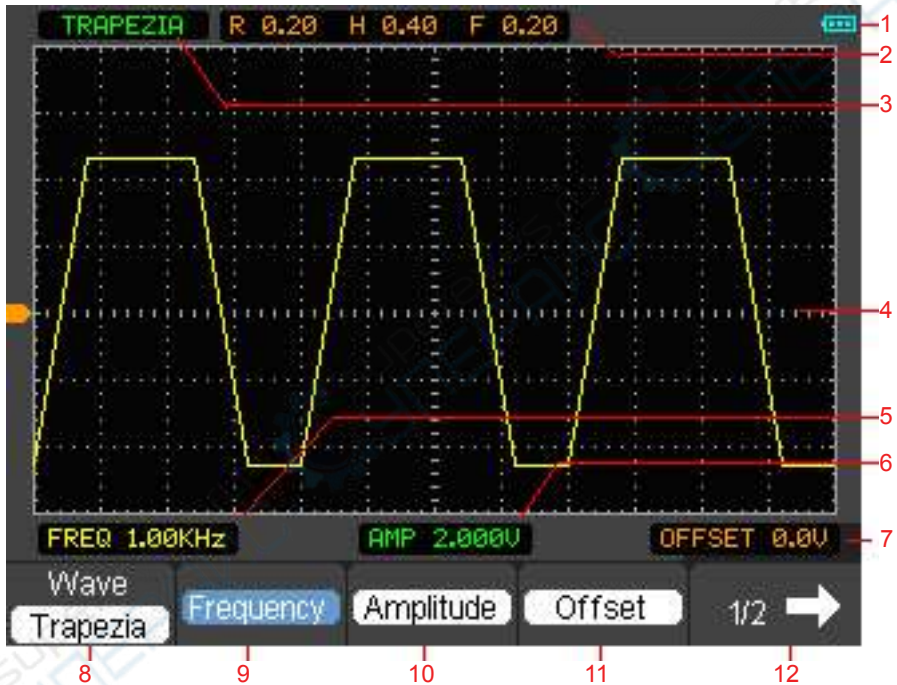 TRAPEZIA R 0.20 H 0.40 F 0.20
1
2
3
4
5
6
FREQ 1.00KHz AMP 2.000V OFFSET 0.0V 7
Wave
Trapezia Frequency Amplitude Offset 1/2
8 9 10 11 12